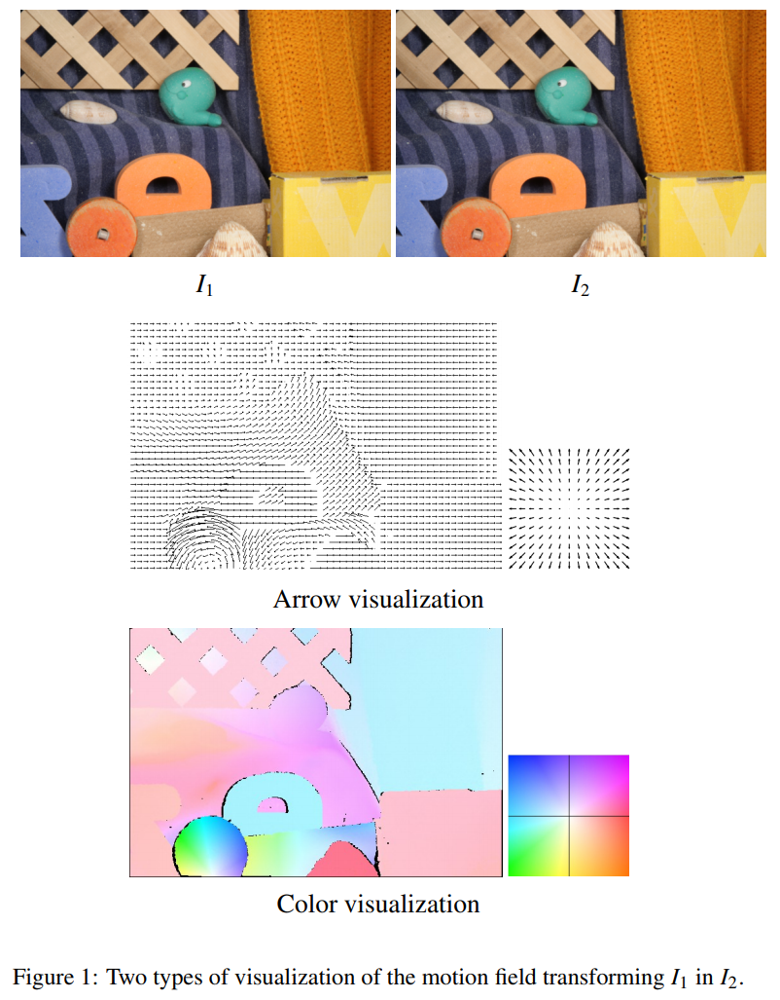 I1
I2
Arrow visualization
Color visualization
Figure 1: Two types of visualization of the motion field transforming I1 in I2.